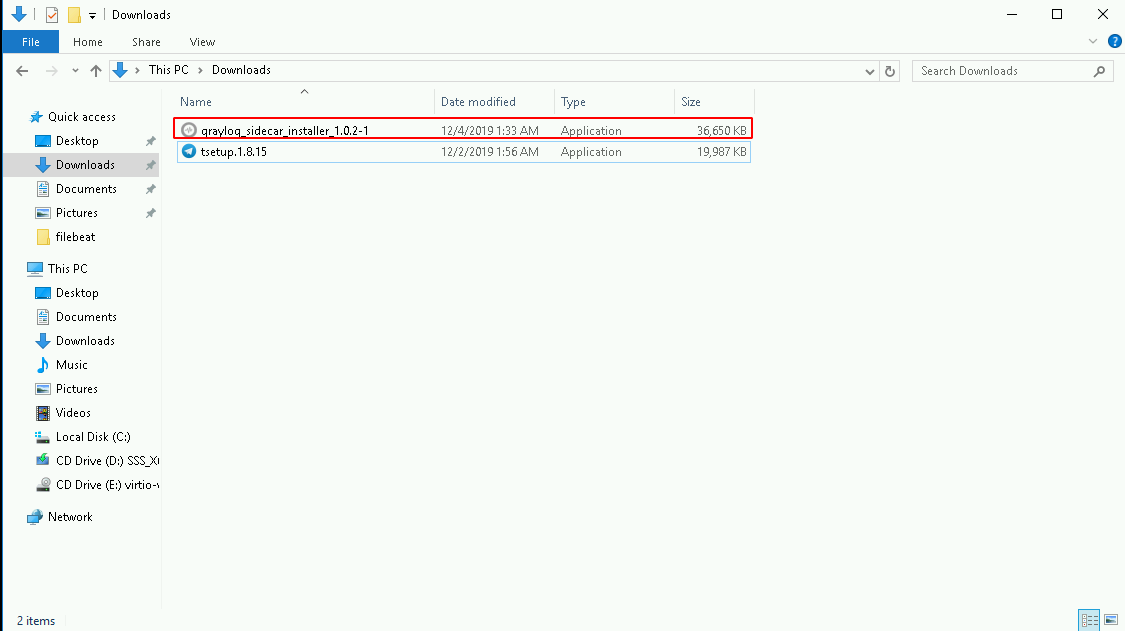 Downloads
File Home Share View
This PC Downloads
Search Downloads
Name Date modified Type Size
graylog_sidecar_installer_1.0.2-1 12/4/2019 1:33 AM Application 36,650 KB
tsetup.1.8.15 12/2/2019 1:56 AM Application 19,987 KB
Quick access
Desktop
Downloads
Documents
Pictures
filebeat
This PC
Desktop
Documents
Downloads
Music
Pictures
Videos
Local Disk (C:)
CD Drive (D:) SSS_X
CD Drive (E:) virtio-
Network
2 items